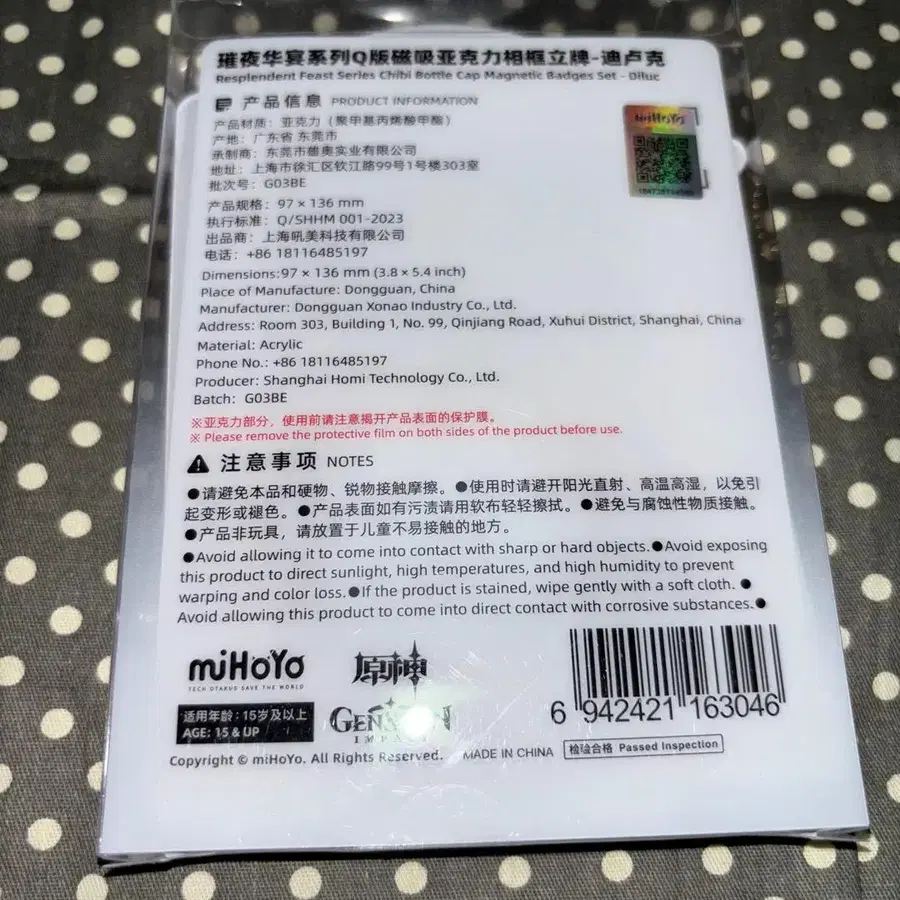 璀夜华宴系列Q版磁吸亚克力相框立牌-迪卢克
Resplendent Feast Series Chibi Bottle Cap Magnetic Badges Set - Diluc
产品信息 PRODUCT INFORMATION
产品材质：亚克力（聚甲基丙烯酸甲酯）
产地：广东省 东莞市
承制商：东莞市雄奥实业有限公司
地址：上海市徐汇区钦江路99号1号楼303室
批次号：G03BE
产品规格：97 × 136 mm
执行标准：Q/SHHM 001-2023
出品商：上海吼美科技有限公司
电话：+86 18116485197
Dimensions:97 × 136 mm (3.8 × 5.4 inch)
Place of Manufacture: Dongguan, China
Manufacturer: Dongguan Xonao Industry Co., Ltd.
Address: Room 303, Building 1, No. 99, Qinjiang Road, Xuhui District, Shanghai, China
Material: Acrylic
Phone No.: +86 18116485197
Producer: Shanghai Homi Technology Co., Ltd.
Batch: G03BE
※亚克力部分，使用前请注意揭开产品表面的保护膜。
※ Please remove the protective film on both sides of the product before use.
注意事项 NOTES
●请避免本品和硬物、锐物接触摩擦。●使用时请避开阳光直射、高温高湿，以免引
起变形或褪色。●产品表面如有污渍请用软布轻轻擦拭。●避免与腐蚀性物质接触。
●产品非玩具，请放置于儿童不易接触的地方。
●Avoid allowing it to come into contact with sharp or hard objects.●Avoid exposing
this product to direct sunlight, high temperatures, and high humidity to prevent
warping and color loss.●If the product is stained, wipe gently with a soft cloth. ●
Avoid allowing this product to come into direct contact with corrosive substances.●
miHoYo
TECH OTAKUS SAVE THE WORLD
原神
GENSHIN
IMPACT
适用年龄：15岁及以上
AGE: 15 & UP
6 942421 163046
Copyright © miHoYo. All Rights Reserved.
MADE IN CHINA
检验合格 Passed Inspection